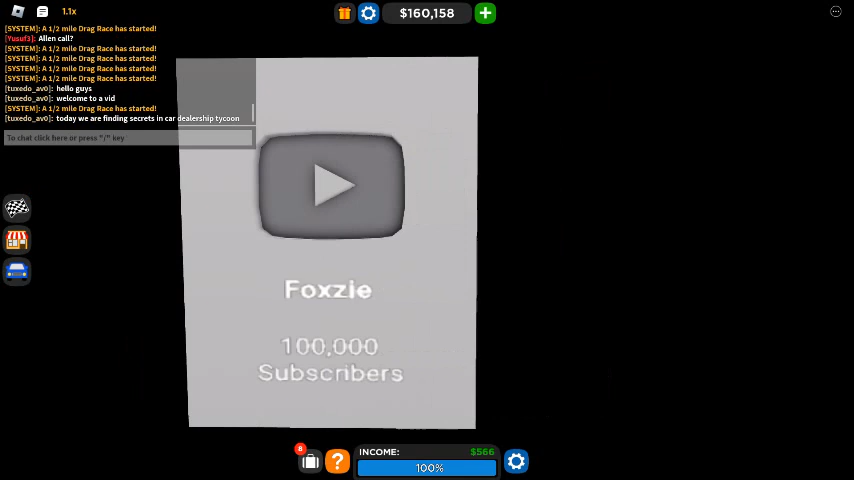 1.1x
$160,158
[SYSTEM]: A 1/2 mile Drag Race has started!
[Yusuf3]: Allen call?
[SYSTEM]: A 1/2 mile Drag Race has started!
[SYSTEM]: A 1/2 mile Drag Race has started!
[SYSTEM]: A 1/2 mile Drag Race has started!
[SYSTEM]: A 1/2 mile Drag Race has started!
[tuxedo_av0]: hello guys
[tuxedo_av0]: welcome to a vid
[SYSTEM]: A 1/2 mile Drag Race has started!
[tuxedo_av0]: today we are finding secrets in car dealership tycoon
To chat click here or press "/" key
Foxzie
100,000
Subscribers
8
?
INCOME: $566
100%